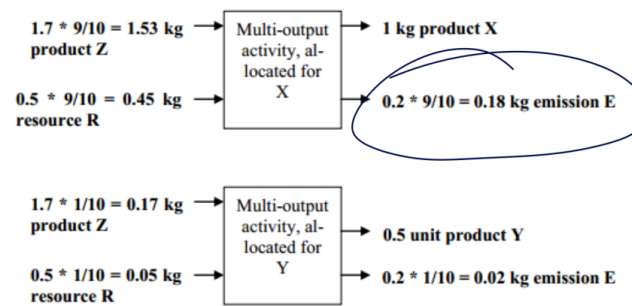 1.7 * 9/10 = 1.53 kg
product Z
0.5 * 9/10 = 0.45 kg
resource R
Multi-output
activity, al-
located for
X
1 kg product X
0.2 * 9/10 = 0.18 kg emission E
1.7 * 1/10 = 0.17 kg
product Z
0.5 * 1/10 = 0.05 kg
resource R
Multi-output
activity, al-
located for
Y
0.5 unit product Y
0.2 * 1/10 = 0.02 kg emission E